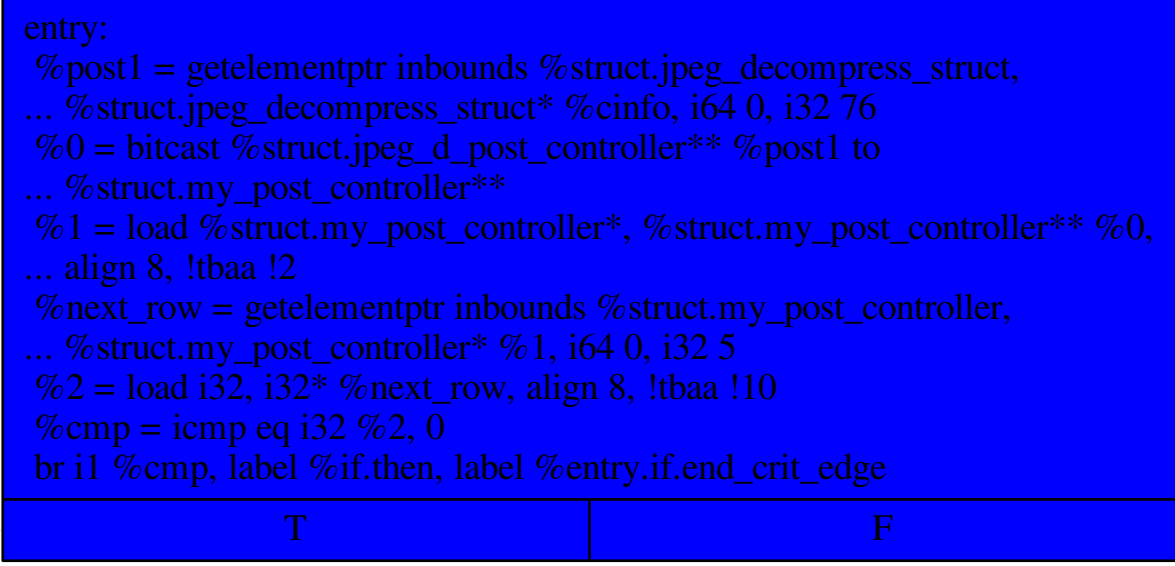 entry:
%post1 = getelementptr inbounds %struct.jpeg_decompress_struct,
... %struct.jpeg_decompress_struct* %cinfo, i64 0, i32 76
%0 = bitcast %struct.jpeg_d_post_controller** %post1 to
... %struct.my_post_controller**
%1 = load %struct.my_post_controller*, %struct.my_post_controller** %0,
... align 8, !tbaa !2
%next_row = getelementptr inbounds %struct.my_post_controller,
... %struct.my_post_controller* %1, i64 0, i32 5
%2 = load i32, i32* %next_row, align 8, !tbaa !10
%cmp = icmp eq i32 %2, 0
br i1 %cmp, label %if.then, label %entry.if.end_crit_edge
T F